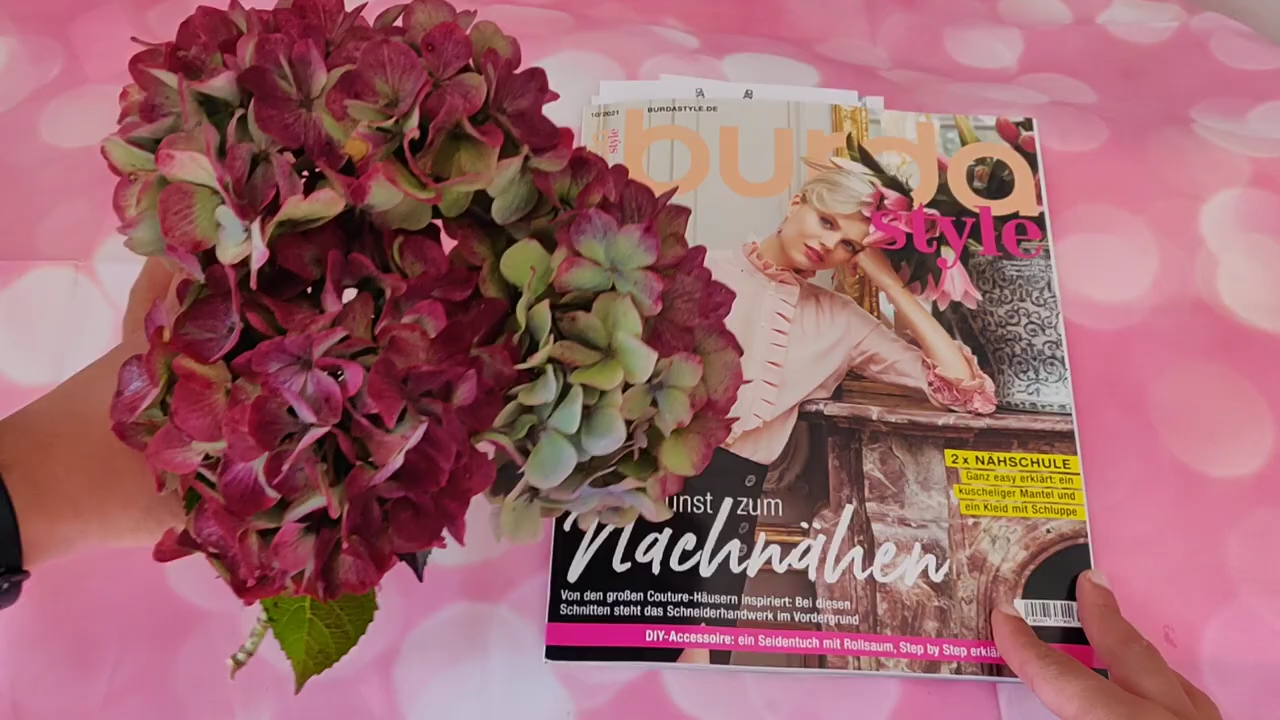 10/2021
BURDASTYLE.DE
style
burda
style
2 x NÄHSCHULE
Ganz easy erklärt: ein
kuscheliger Mantel und
ein Kleid mit Schluppe
unst zum
Nachnähen
Von den großen Couture-Häusern inspiriert: Bei diesen
Schnitten steht das Schneiderhandwerk im Vordergrund
DIY-Accessoire: ein Seidentuch mit Rollsaum, Step by Step erklä